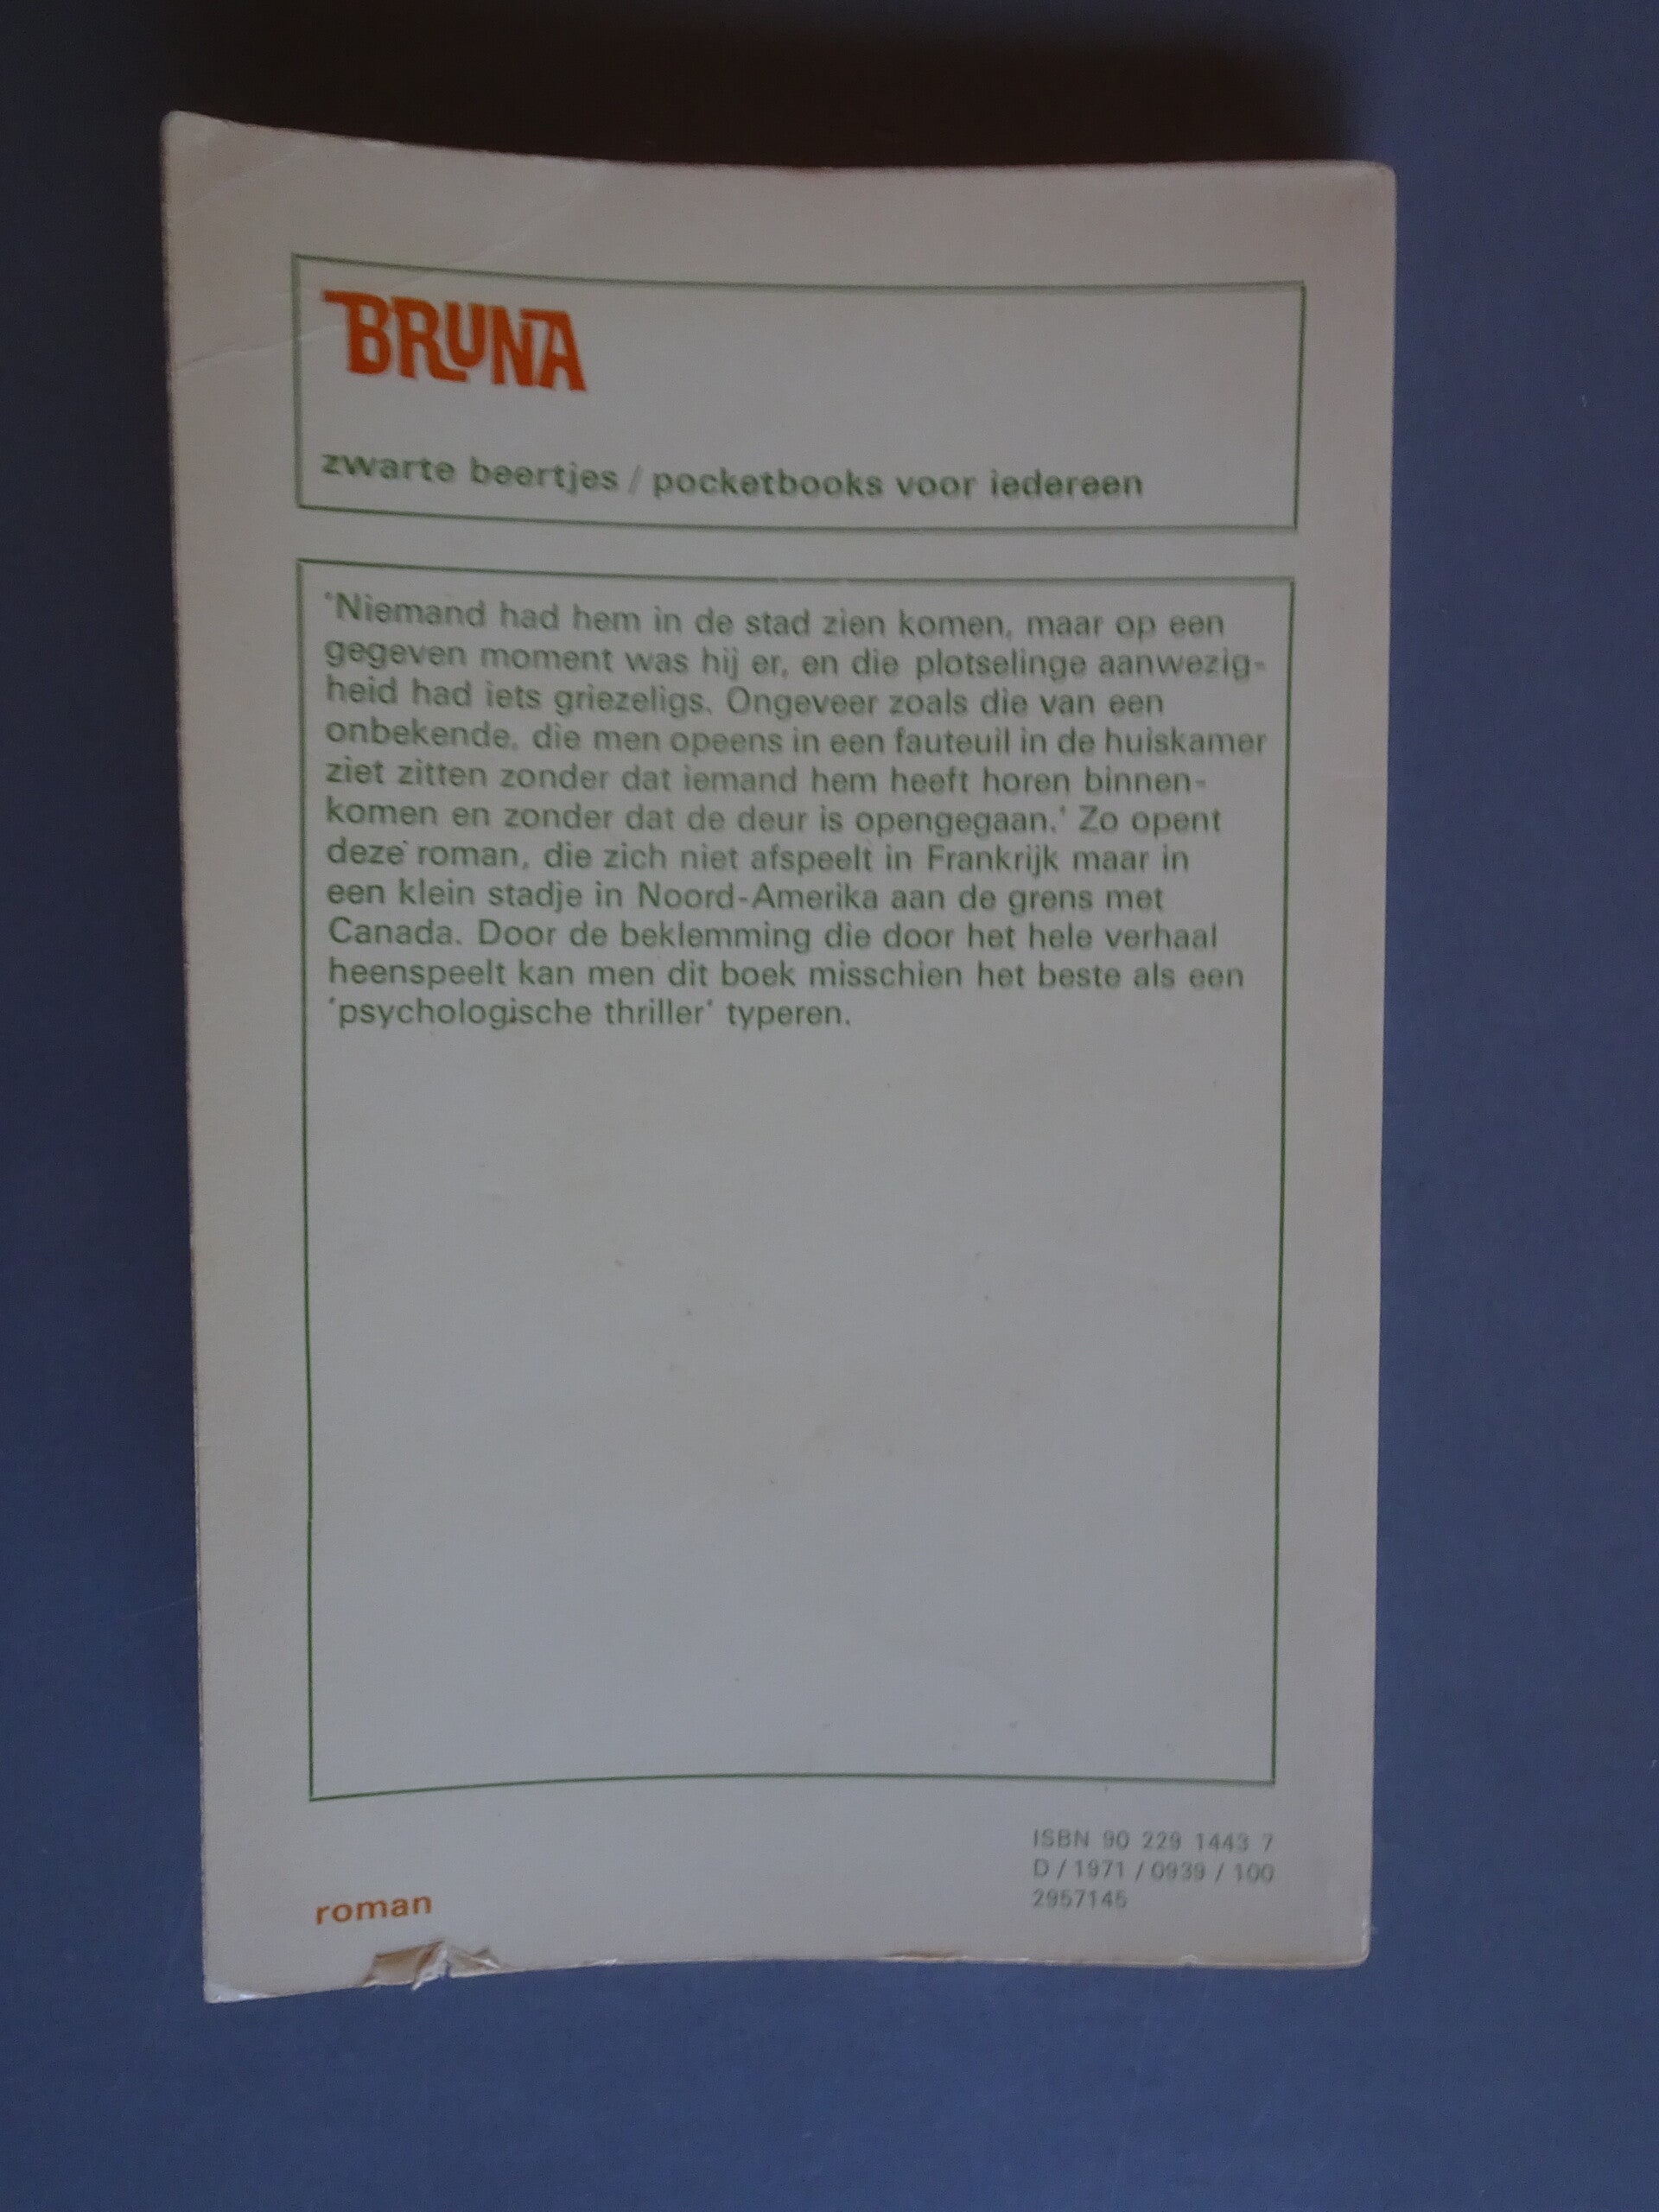 BRUNA
zwarte beertjes / pocketbooks voor iedereen
‘Niemand had hem in de stad zien komen, maar op een
gegeven moment was hij er, en die plotselinge aanwezig-
heid had iets griezeligs. Ongeveer zoals die van een
onbekende, die men opeens in een fauteuil in de huiskamer
ziet zitten zonder dat iemand hem heeft horen binnen-
komen en zonder dat de deur is opengegaan.’ Zo opent
deze roman, die zich niet afspeelt in Frankrijk maar in
een klein stadje in Noord-Amerika aan de grens met
Canada. Door de beklemming die door het hele verhaal
heenspeelt kan men dit boek misschien het beste als een
‘psychologische thriller’ typeren.
ISBN 90 229 1443 7
D / 1971 / 0939 / 100
2957145
roman